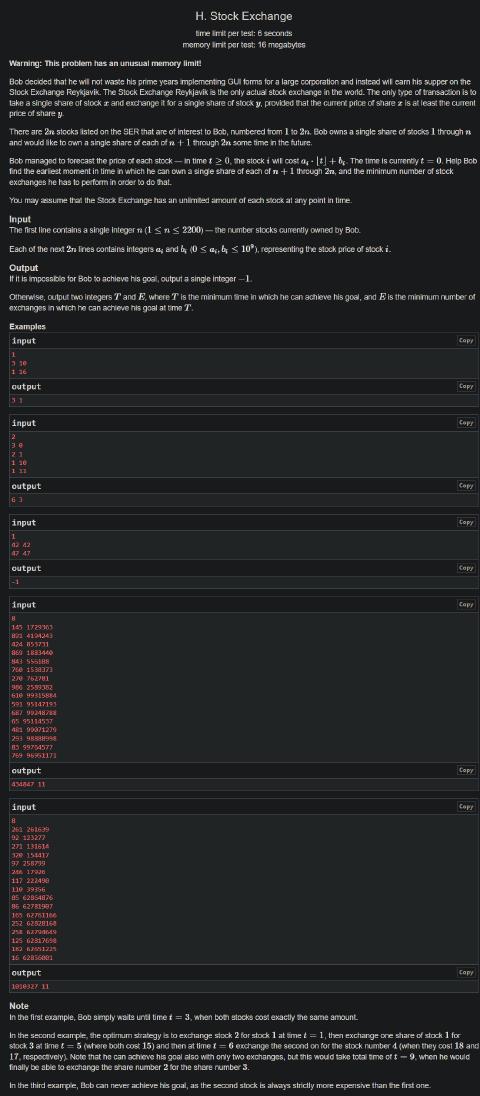 H. Stock Exchange
time limit per test: 6 seconds
memory limit per test: 16 megabytes
Warning: This problem has an unusual memory limit!
Bob decided that he will not waste his prime years implementing GUI forms for a large corporation and instead will earn his supper on the
Stock Exchange Reykjavik. The Stock Exchange Reykjavik is the only actual stock exchange in the world. The only type of transaction is to
take a single share of stock x and exchange it for a single share of stock y, provided that the current price of share x is at least the current
price of share y.
There are 2n stocks listed on the SER that are of interest to Bob, numbered from 1 to 2n. Bob owns a single share of stocks 1 through n
and would like to own a single share of each of n + 1 through 2n some time in the future.
Bob managed to forecast the price of each stock — in time t ≥ 0, the stock i will cost a_i · ⌊t⌋ + b_i. The time is currently t = 0. Help Bob
find the earliest moment in time in which he can own a single share of each of n + 1 through 2n, and the minimum number of stock
exchanges he has to perform in order to do that.
You may assume that the Stock Exchange has an unlimited amount of each stock at any point in time.
Input
The first line contains a single integer n (1 ≤ n ≤ 2200) — the number stocks currently owned by Bob.
Each of the next 2n lines contains integers a_i and b_i (0 ≤ a_i, b_i ≤ 10^9), representing the stock price of stock i.
Output
If it is impossible for Bob to achieve his goal, output a single integer −1.
Otherwise, output two integers T and E, where T is the minimum time in which he can achieve his goal, and E is the minimum number of
exchanges in which he can achieve his goal at time T.
Examples
input
Copy
1
3 10
1 16
output
Copy
3 1
input
Copy
2
3 0
2 1
1 10
1 11
output
Copy
6 3
input
Copy
1
42 42
47 47
output
Copy
-1
input
Copy
8
145 1729363
891 4194243
424 853731
869 1883440
843 556108
760 1538373
270 762781
986 2589382
610 99315884
591 95147193
687 99248788
65 95114537
481 99071279
293 98888998
83 99764577
769 96951171
output
Copy
434847 11
input
Copy
8
261 261639
92 123277
271 131614
320 154417
97 258799
246 17926
117 222490
110 39356
85 62864876
86 62781907
165 62761166
252 62828168
258 62794649
125 62817698
182 62651225
16 62856001
output
Copy
1010327 11
Note
In the first example, Bob simply waits until time t = 3, when both stocks cost exactly the same amount.
In the second example, the optimum strategy is to exchange stock 2 for stock 1 at time t = 1, then exchange one share of stock 1 for
stock 3 at time t = 5 (where both cost 15) and then at time t = 6 exchange the second on for the stock number 4 (when they cost 18 and
17, respectively). Note that he can achieve his goal also with only two exchanges, but this would take total time of t = 9, when he would
finally be able to exchange the share number 2 for the share number 3.
In the third example, Bob can never achieve his goal, as the second stock is always strictly more expensive than the first one.